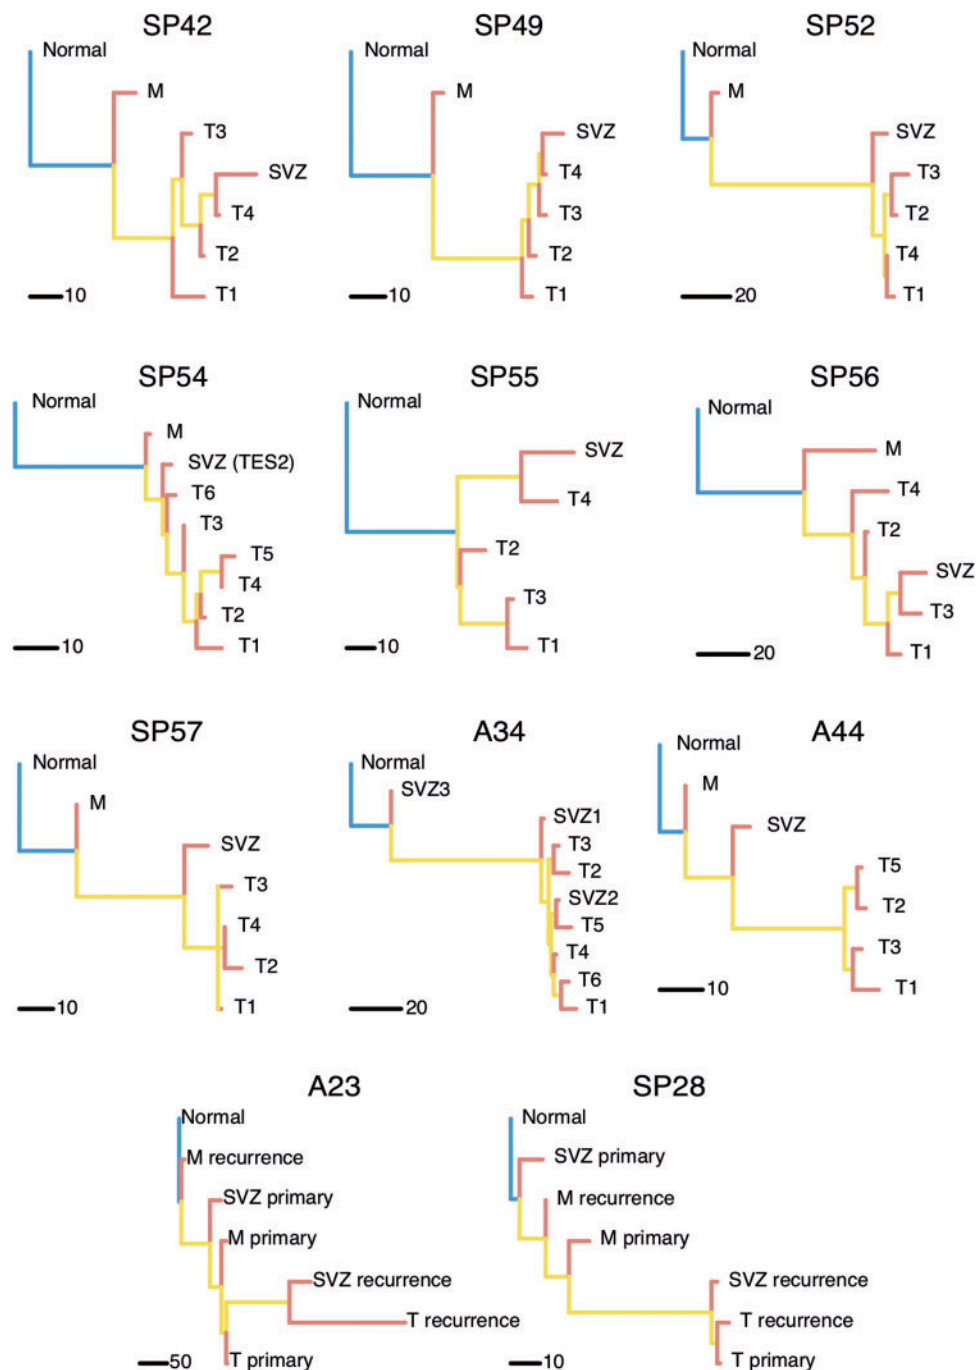 SP42
Normal
M
T3
SVZ
T4
T2
T1
10
SP49
Normal
M
SVZ
T4
T3
T2
T1
10
SP52
Normal
M
SVZ
T3
T2
T4
T1
20
SP54
Normal
M
SVZ (TES2)
T6
T3
T5
T4
T2
T1
10
SP55
Normal
SVZ
T4
T2
T3
T1
10
SP56
Normal
M
T4
T2
SVZ
T3
T1
20
SP57
Normal
M
SVZ
T3
T4
T2
T1
10
A34
Normal
SVZ3
SVZ1
T3
T2
SVZ2
T5
T4
T6
T1
20
A44
Normal
M
SVZ
T5
T2
T3
T1
10
A23
Normal
M recurrence
SVZ primary
M primary
SVZ recurrence
T recurrence
T primary
50
SP28
Normal
SVZ primary
M recurrence
M primary
SVZ recurrence
T recurrence
T primary
10